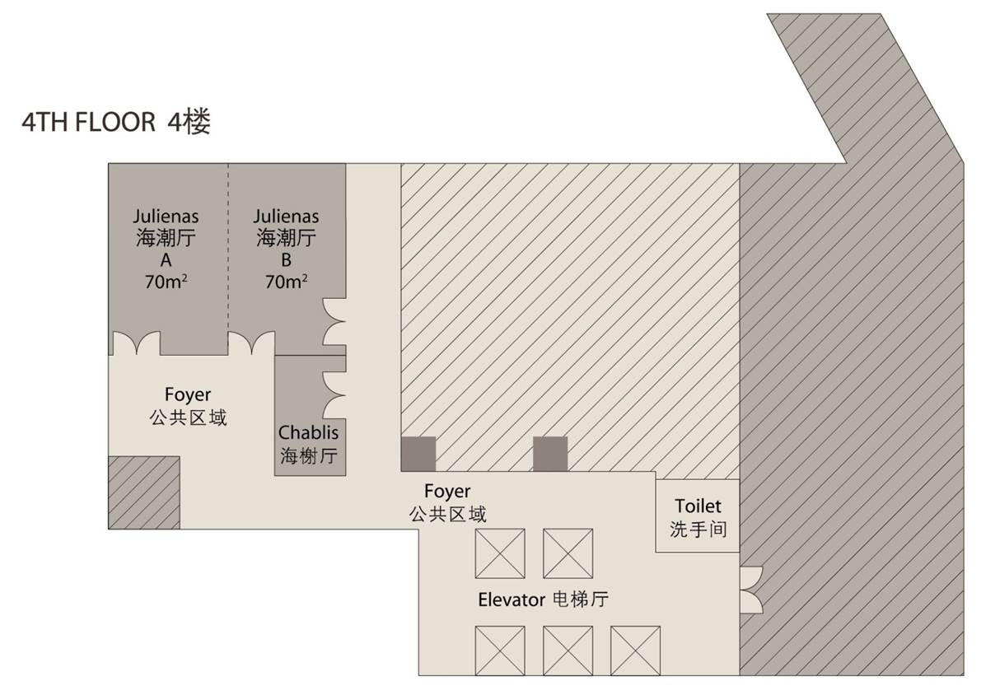 4TH FLOOR 4楼
Julienas
海潮厅
A
70m²
Julienas
海潮厅
B
70m²
Foyer
公共区域
Chablis
海榭厅
Foyer
公共区域
Toilet
洗手间
Elevator 电梯厅